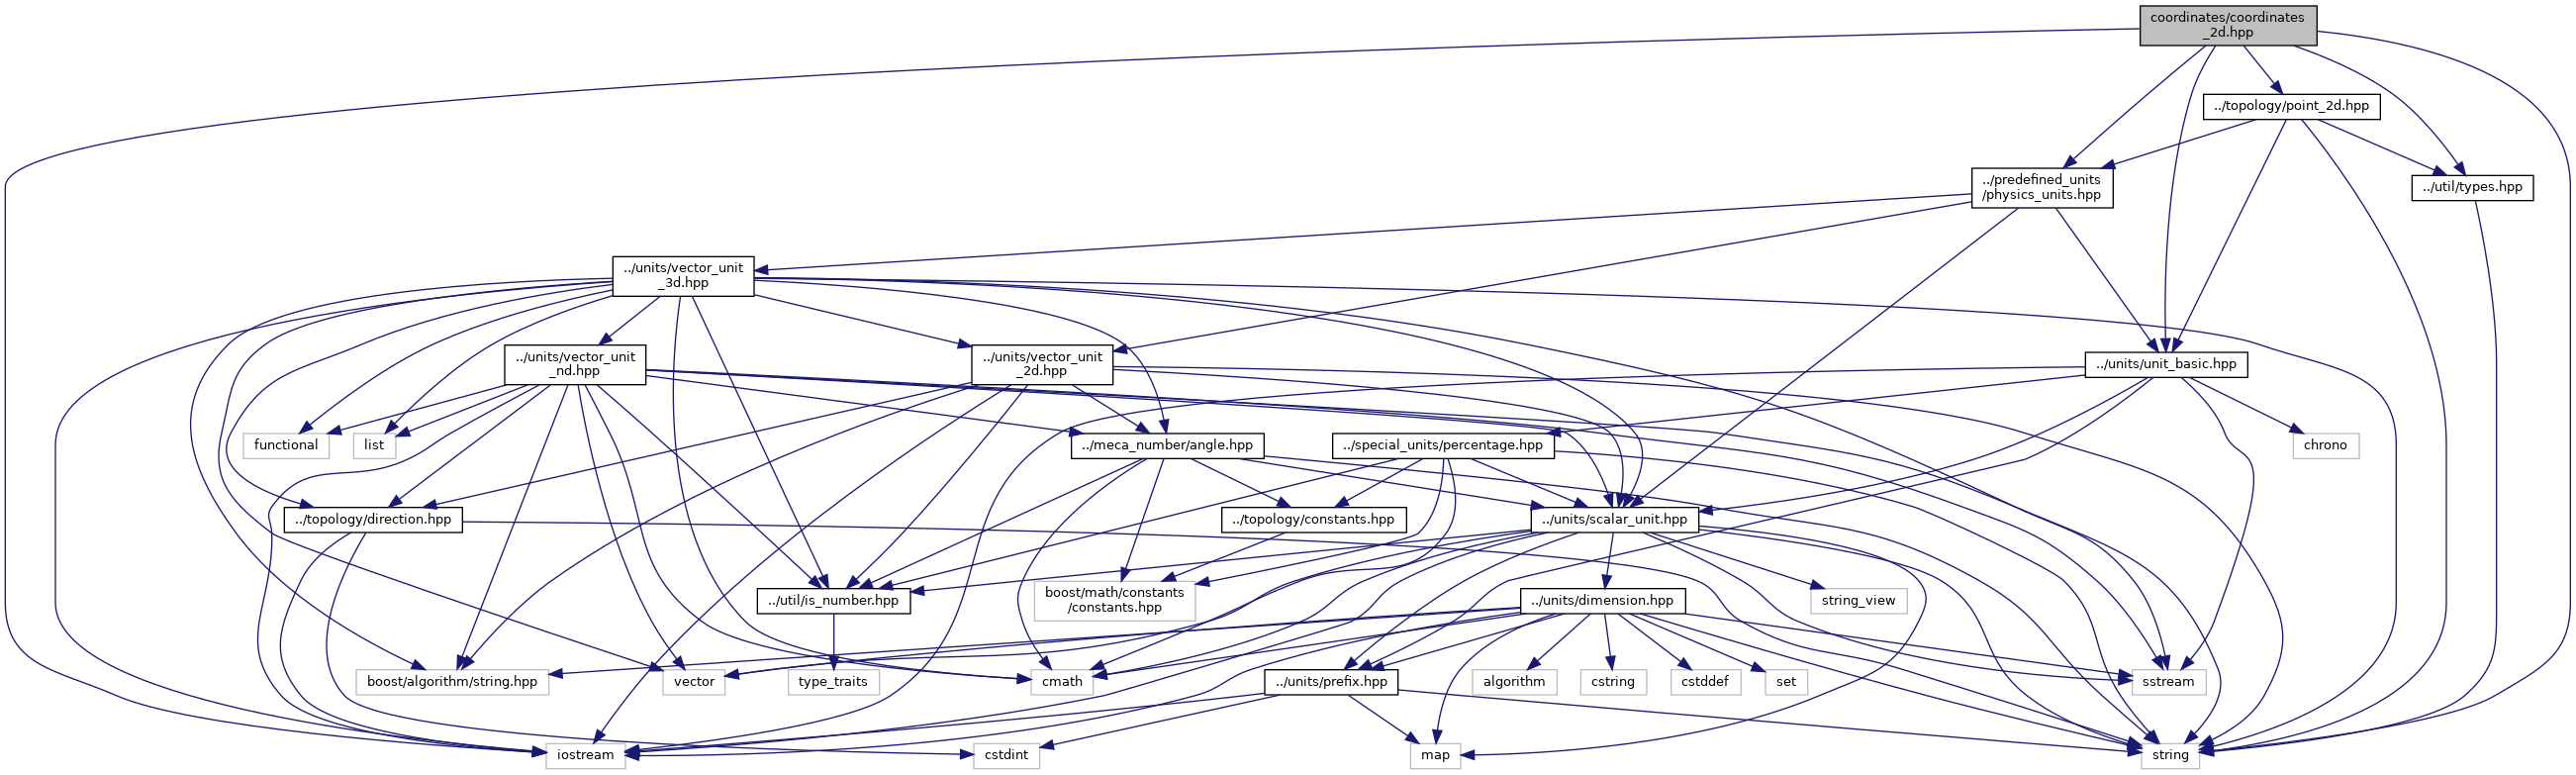 coordinates/coordinates
_2d.hpp
../topology/point_2d.hpp
../predefined_units
/physics_units.hpp
../util/types.hpp
../units/vector_unit
_3d.hpp
../units/vector_unit
_nd.hpp
../units/vector_unit
_2d.hpp
../units/unit_basic.hpp
functional
list
../meca_number/angle.hpp
../special_units/percentage.hpp
chrono
../topology/direction.hpp
../topology/constants.hpp
../units/scalar_unit.hpp
../util/is_number.hpp
boost/math/constants
/constants.hpp
../units/dimension.hpp
string_view
boost/algorithm/string.hpp
vector
type_traits
cmath
../units/prefix.hpp
algorithm
cstring
cstddef
set
sstream
iostream
cstdint
map
string